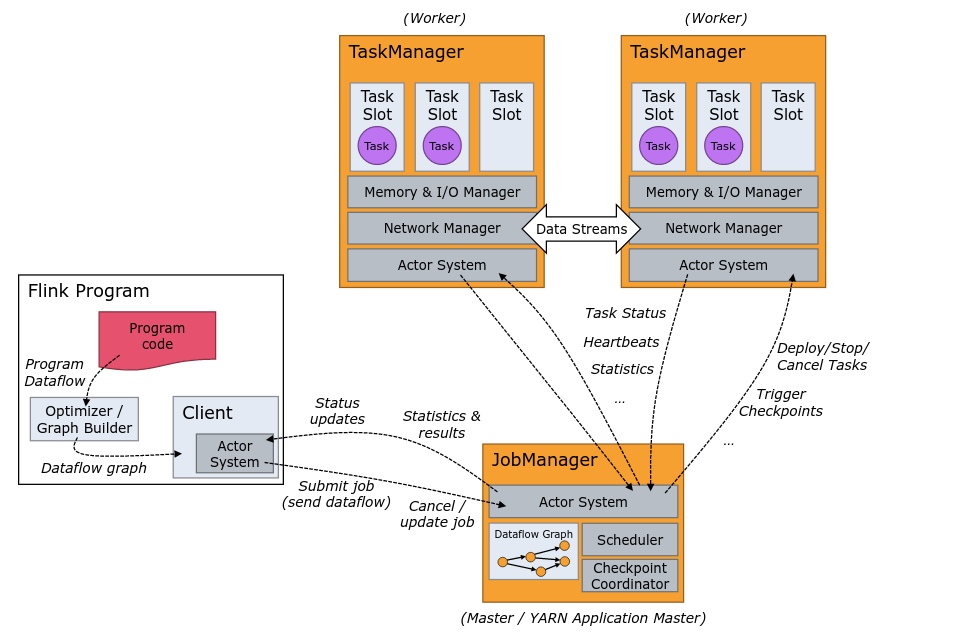 (Worker)
TaskManager
Task
Slot
Task
Task
Slot
Task
Task
Slot
Memory & I/O Manager
Network Manager
Actor System
(Worker)
TaskManager
Task
Slot
Task
Task
Slot
Task
Task
Slot
Memory & I/O Manager
Network Manager
Actor System
Data Streams
Flink Program
Program
code
Program
Dataflow
Optimizer /
Graph Builder
Dataflow graph
Client
Actor
System
Status
updates
Statistics &
results
Submit job
(send dataflow)
Cancel /
update job
Task Status
Heartbeats
Statistics
...
Deploy/Stop/
Cancel Tasks
Trigger
Checkpoints
...
JobManager
Actor System
Dataflow Graph
Scheduler
Checkpoint
Coordinator
(Master / YARN Application Master)